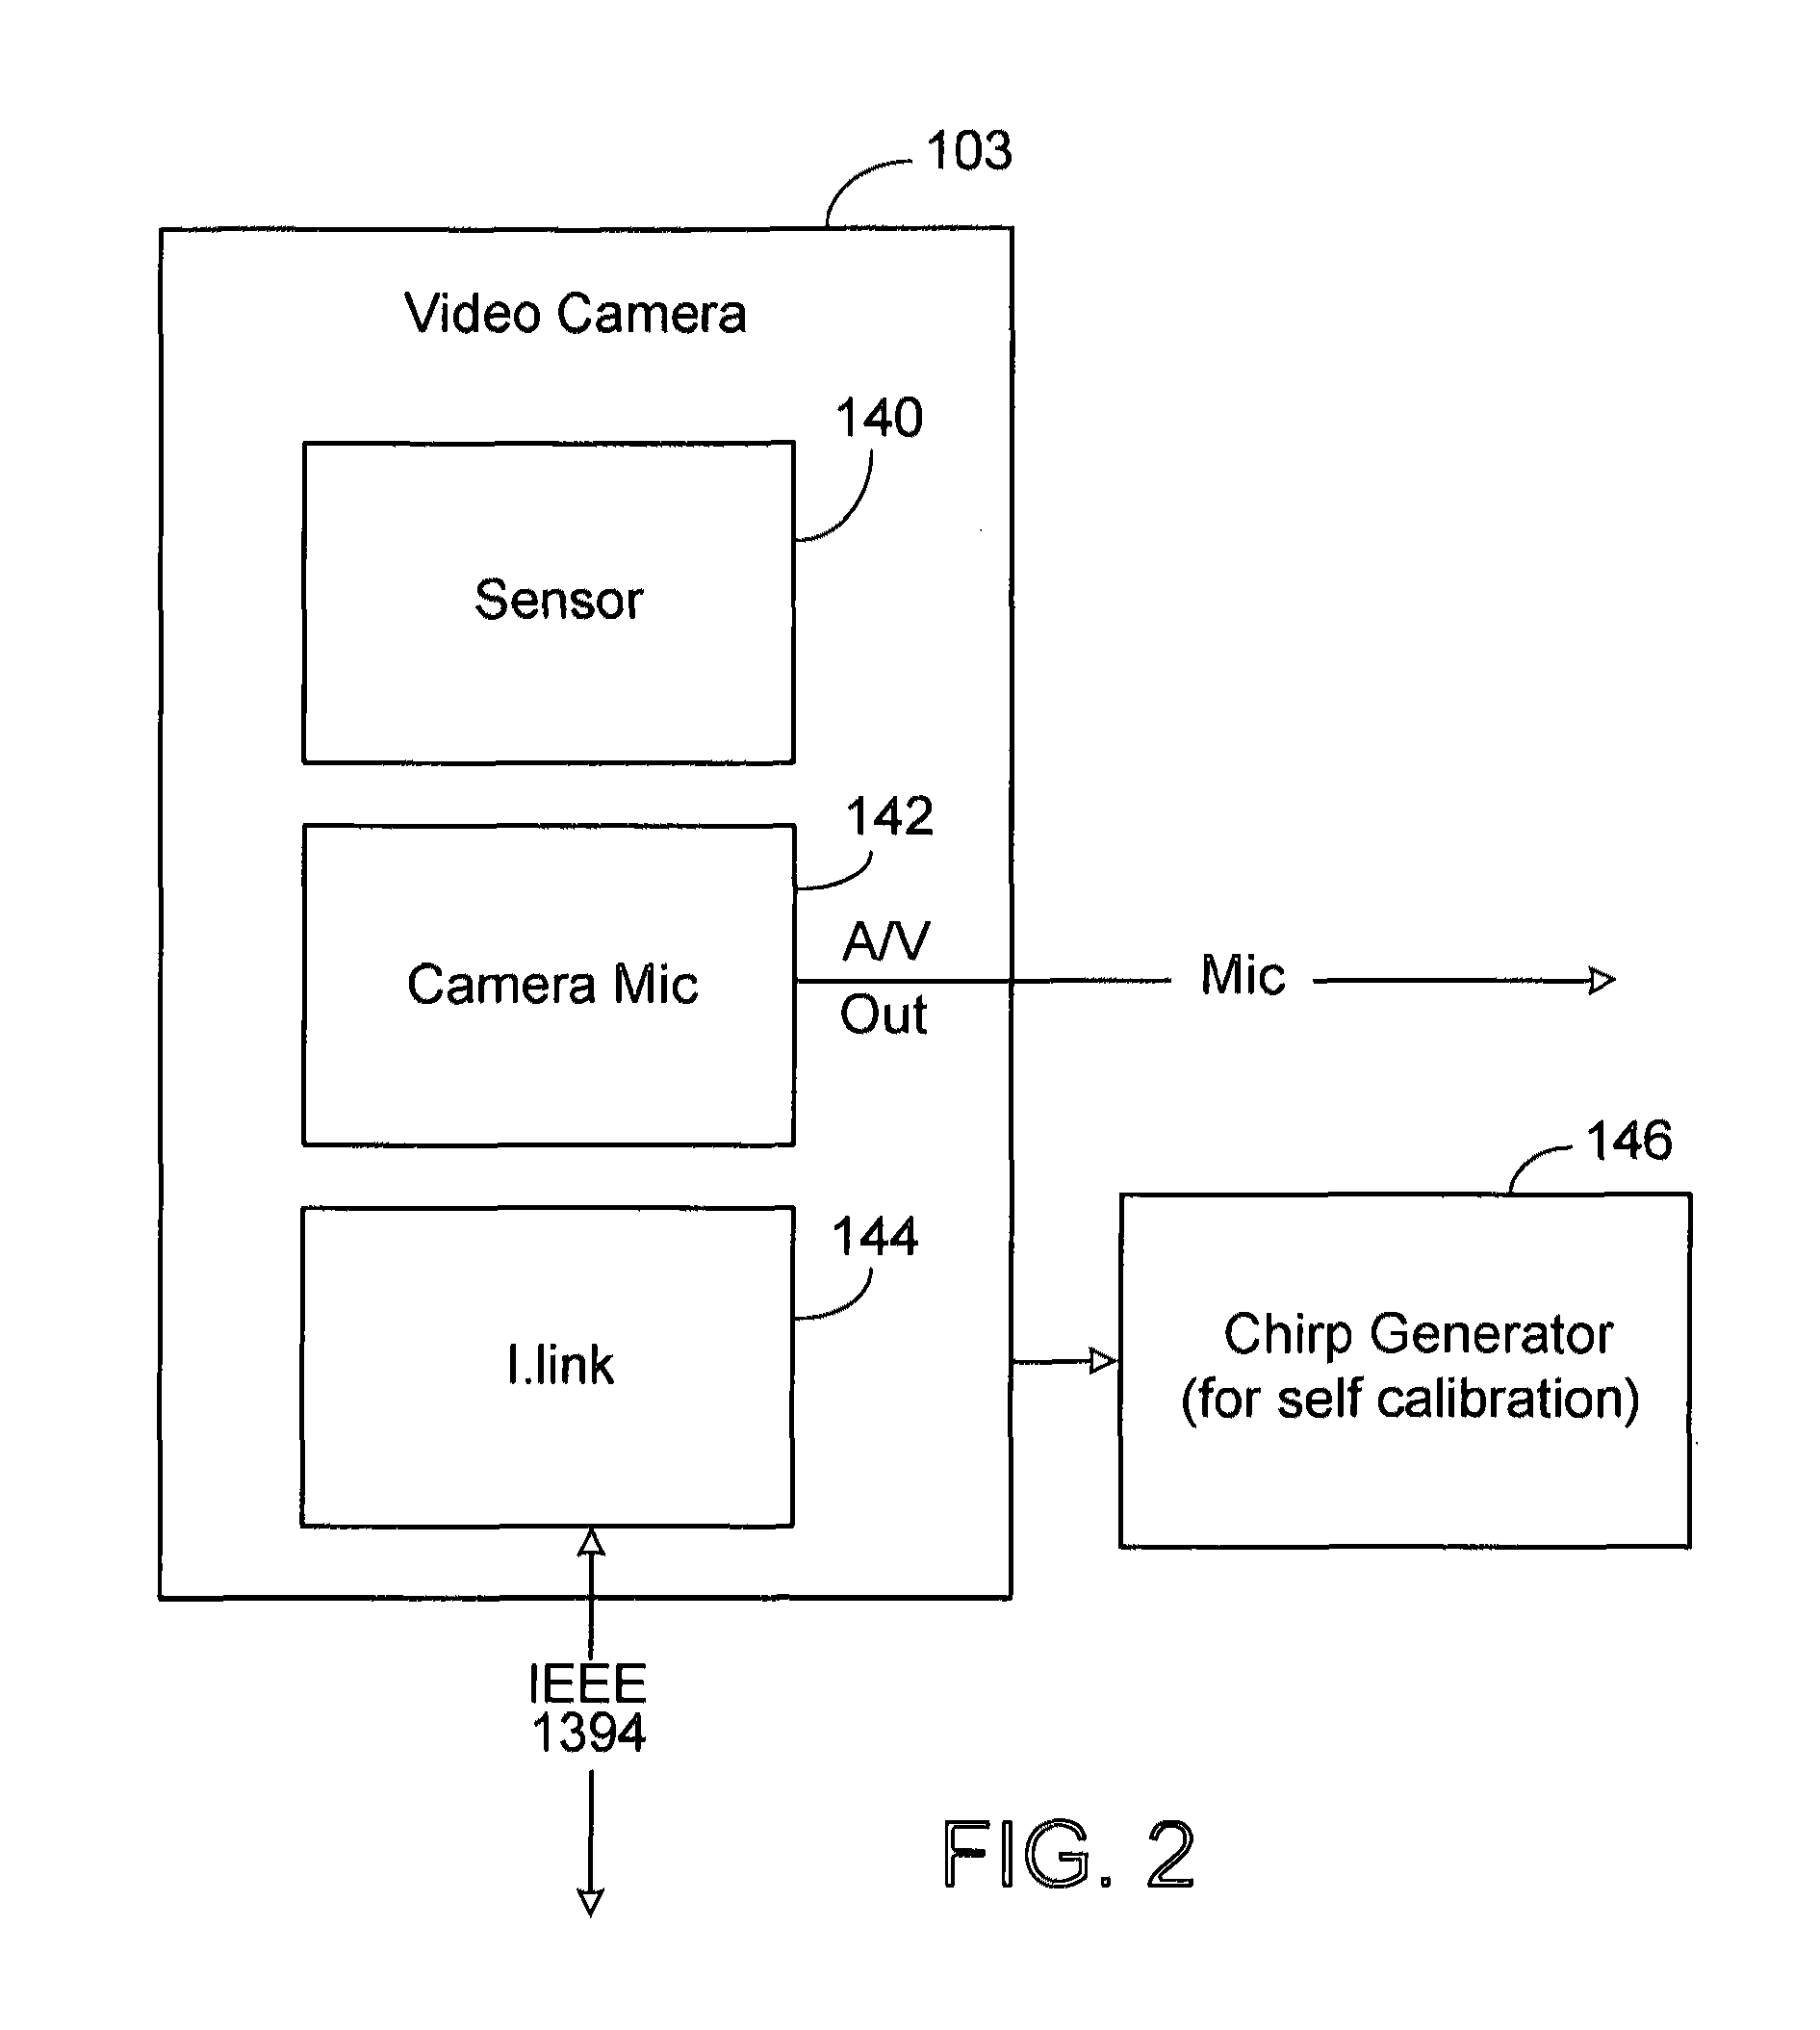 103
Video Camera
140
Sensor
142
A/V
Camera Mic
Mic
Out
146
144
Chirp Generator
I.link
(for self calibration)
IEEE
1394
FIG. 2